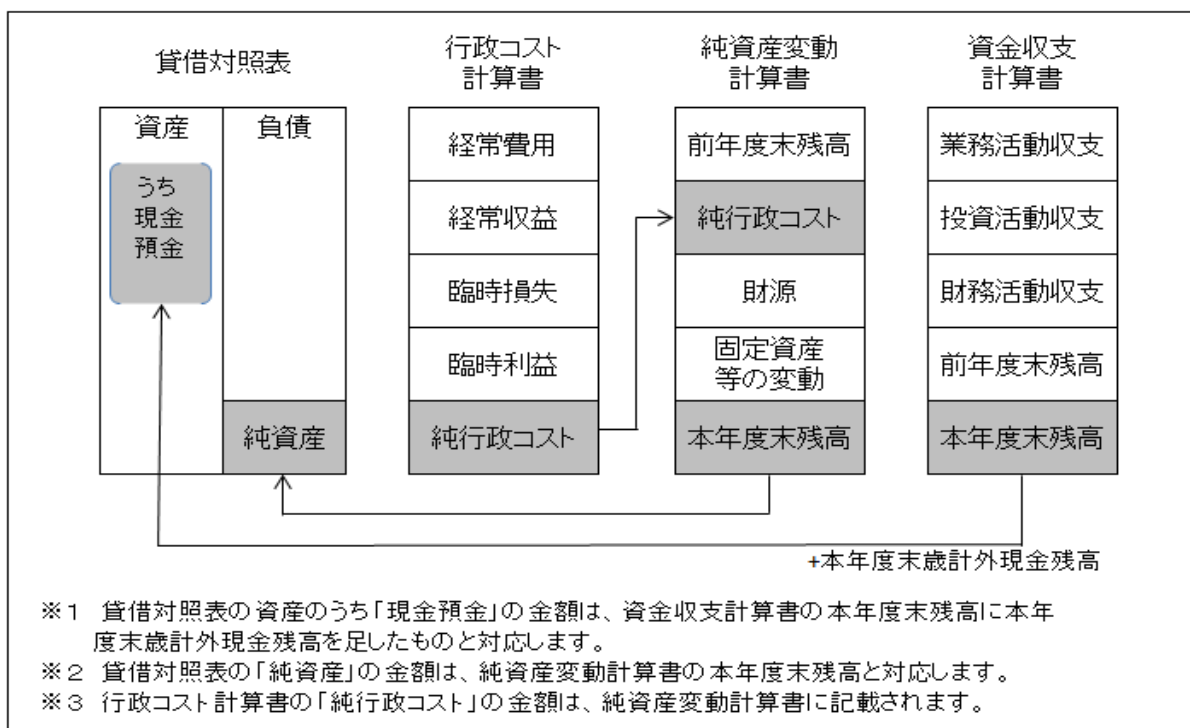 貸借対照表
行政コスト
計算書
純資産変動
計算書
資金収支
計算書
資産
負債
うち
現金
預金
純資産
経常費用
経常収益
臨時損失
臨時利益
純行政コスト
前年度末残高
純行政コスト
財源
固定資産
等の変動
本年度末残高
業務活動収支
投資活動収支
財務活動収支
前年度末残高
本年度末残高
+本年度末歳計外現金残高
※1 貸借対照表の資産のうち「現金預金」の金額は、資金収支計算書の本年度末残高に本年
度末歳計外現金残高を足したものと対応します。
※2 貸借対照表の「純資産」の金額は、純資産変動計算書の本年度末残高と対応します。
※3 行政コスト計算書の「純行政コスト」の金額は、純資産変動計算書に記載されます。